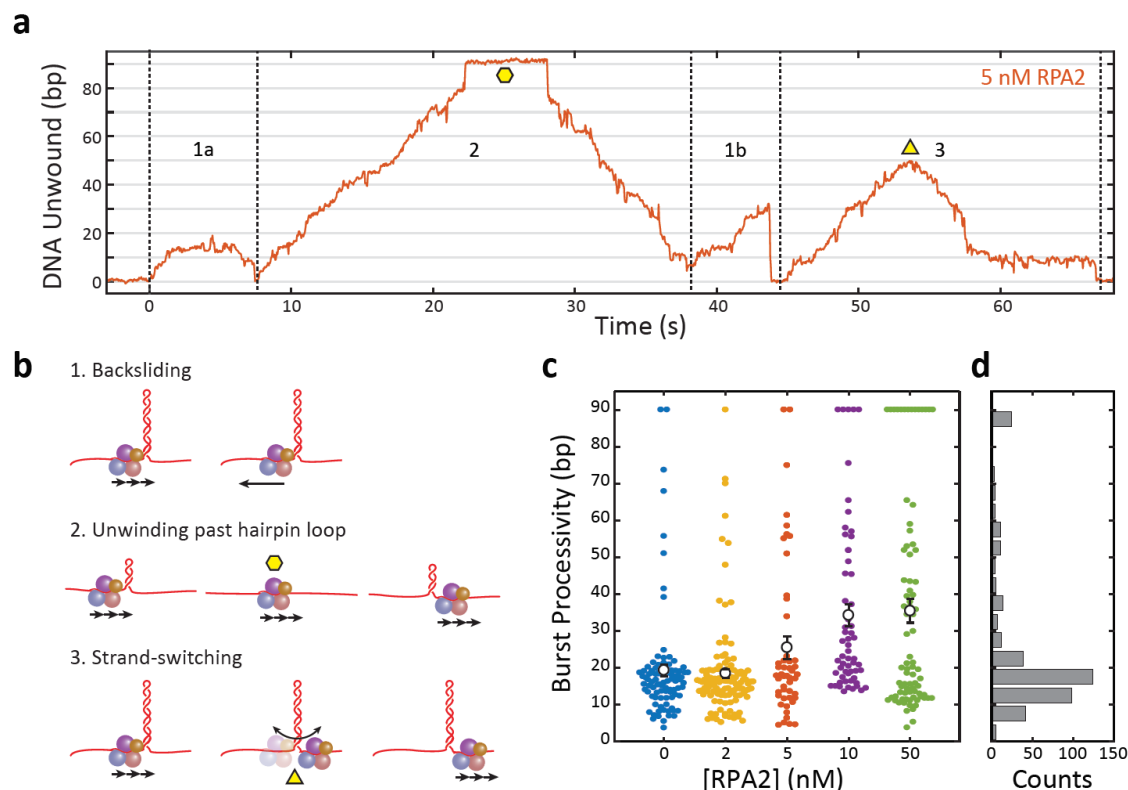 a
5 nM RPA2
DNA Unwound (bp)
80
60
40
20
0
1a
2
1b
3
0
10
20
30
40
50
60
Time (s)
b
1. Backsliding
2. Unwinding past hairpin loop
3. Strand-switching
c
Burst Processivity (bp)
90
80
70
60
50
40
30
20
10
0
0
2
5
10
50
[RPA2] (nM)
d
0
50
100
150
Counts